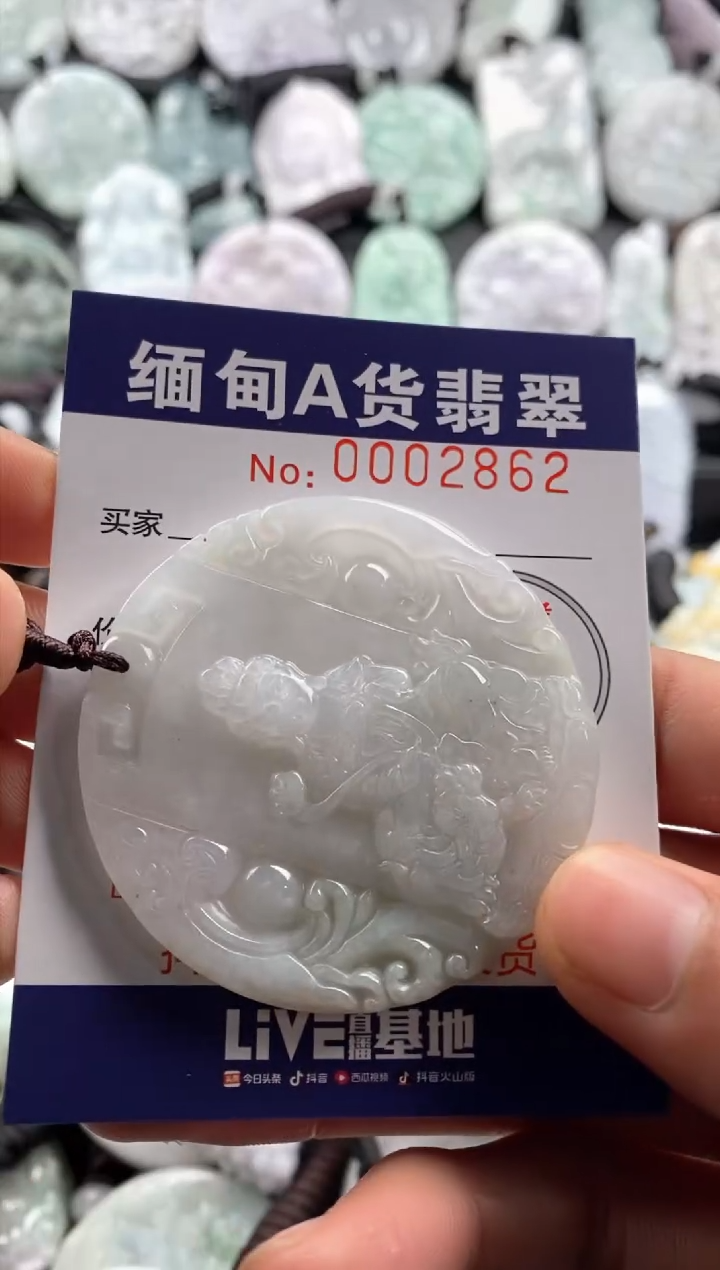 缅甸A货翡翠
No: 0002862
买家
LiVE直播基地
今日头条 抖音 西瓜视频 抖音火山版